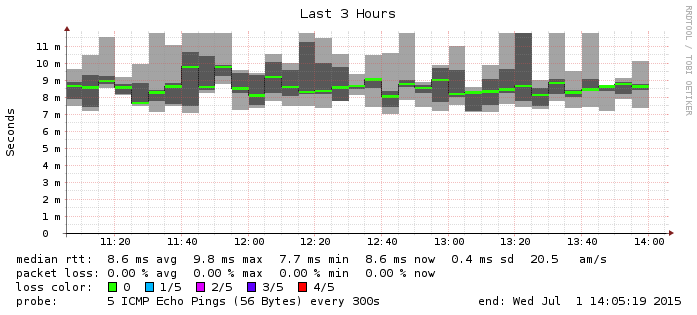 Last 3 Hours
RRDTOOL / TOBI OETIKER
Seconds
11 m
10 m
9 m
8 m
7 m
6 m
5 m
4 m
3 m
2 m
1 m
0
11:20 11:40 12:00 12:20 12:40 13:00 13:20 13:40 14:00
median rtt: 8.6 ms avg 9.8 ms max 7.7 ms min 8.6 ms now 0.4 ms sd 20.5 am/s
packet loss: 0.00 % avg 0.00 % max 0.00 % min 0.00 % now
loss color: 0 1/5 2/5 3/5 4/5
probe: 5 ICMP Echo Pings (56 Bytes) every 300s end: Wed Jul 1 14:05:19 2015